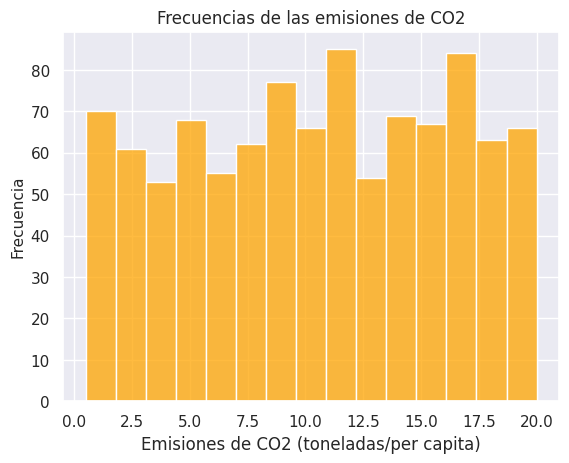 Frecuencias de las emisiones de CO2
Frecuencia
80
70
60
50
40
30
20
10
0
0.0 2.5 5.0 7.5 10.0 12.5 15.0 17.5 20.0
Emisiones de CO2 (toneladas/per capita)